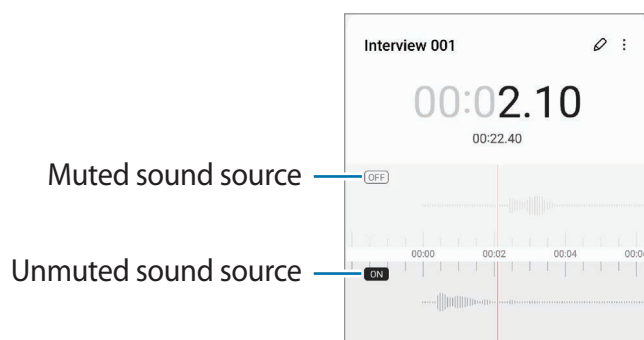 Interview 001
00:02.10
00:22.40
Muted sound source
OFF
00:00 00:02 00:04 00:0
Unmuted sound source
ON